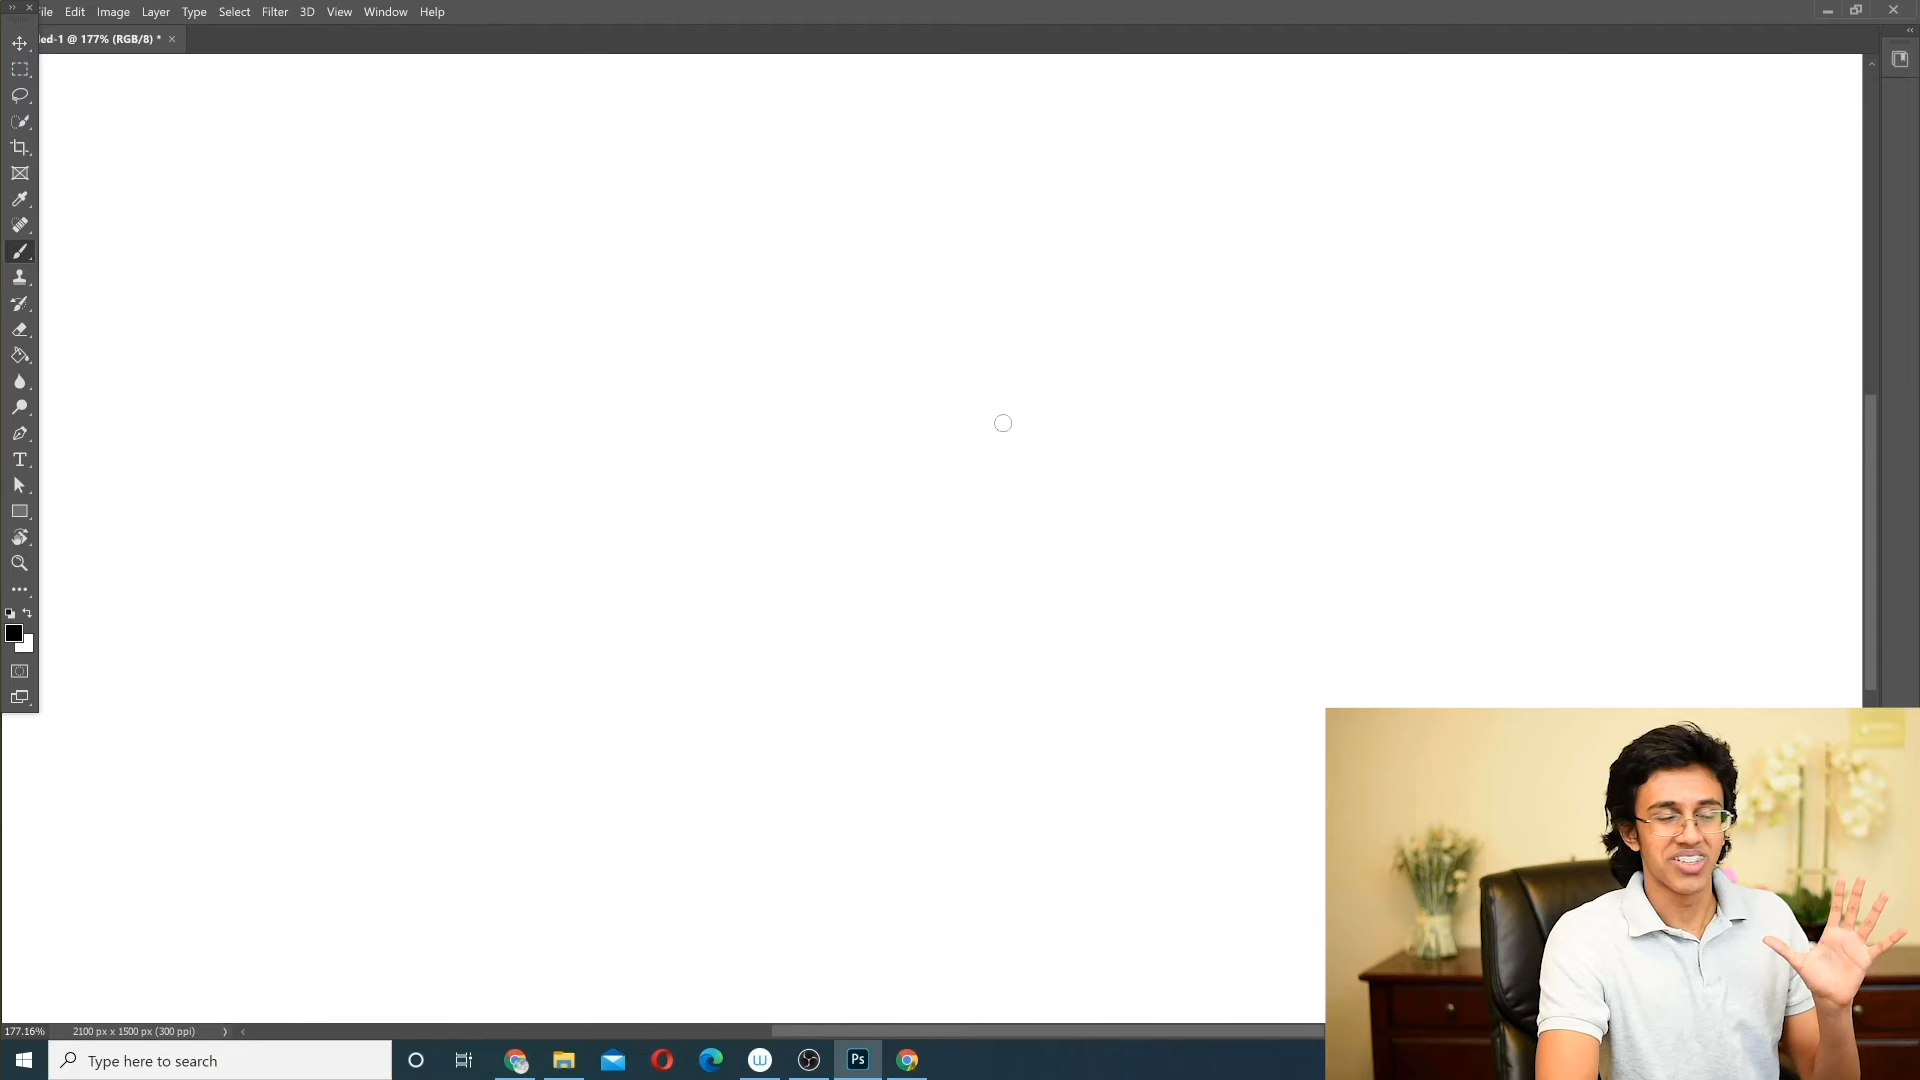 ile Edit Image Layer Type Select Filter 3D View Window Help
led-1 @ 177% (RGB/8) *
T
177.16% 2100 px x 1500 px (300 ppi)
Type here to search
Ps